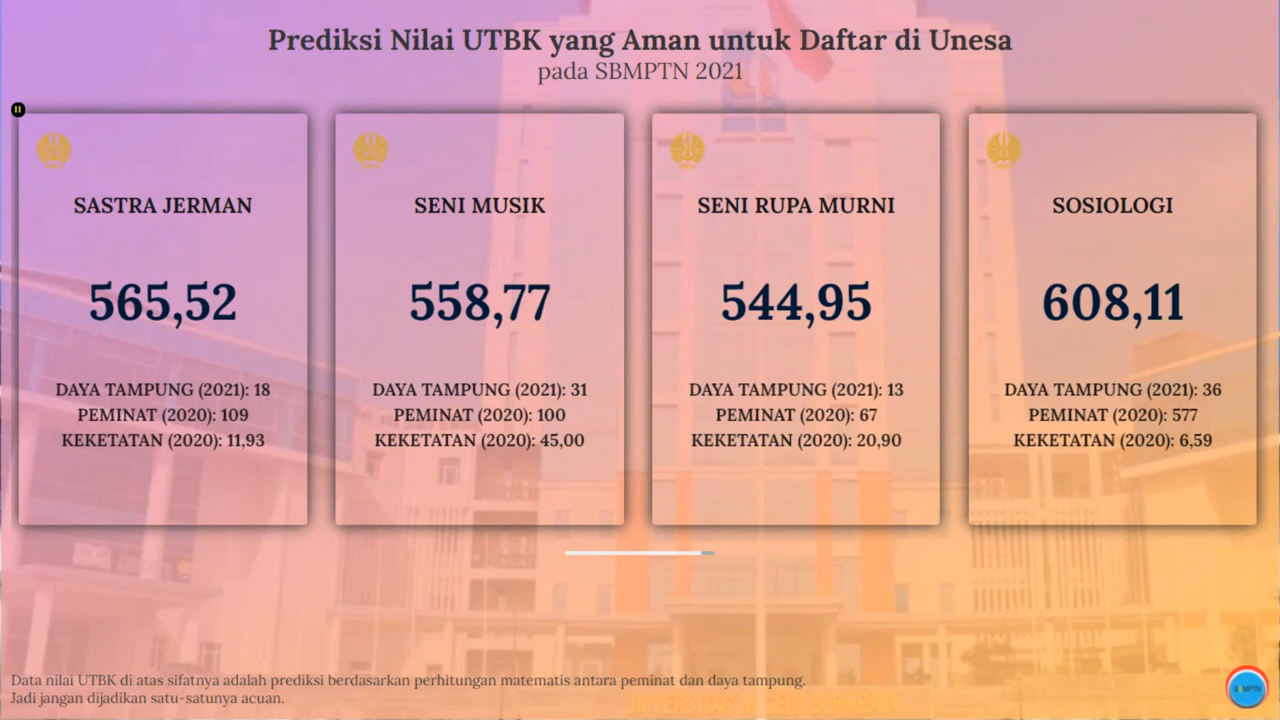 Prediksi Nilai UTBK yang Aman untuk Daftar di Unesa
pada SBMPTN 2021
SASTRA JERMAN
565,52
DAYA TAMPUNG (2021): 18
PEMINAT (2020): 109
KEKETATAN (2020): 11,93
SENI MUSIK
558,77
DAYA TAMPUNG (2021): 31
PEMINAT (2020): 100
KEKETATAN (2020): 45,00
SENI RUPA MURNI
544,95
DAYA TAMPUNG (2021): 13
PEMINAT (2020): 67
KEKETATAN (2020): 20,90
SOSIOLOGI
608,11
DAYA TAMPUNG (2021): 36
PEMINAT (2020): 577
KEKETATAN (2020): 6,59
Data nilai UTBK di atas sifatnya adalah prediksi berdasarkan perhitungan matematis antara peminat dan daya tampung.
Jadi jangan dijadikan satu-satunya acuan.
SBMPTN